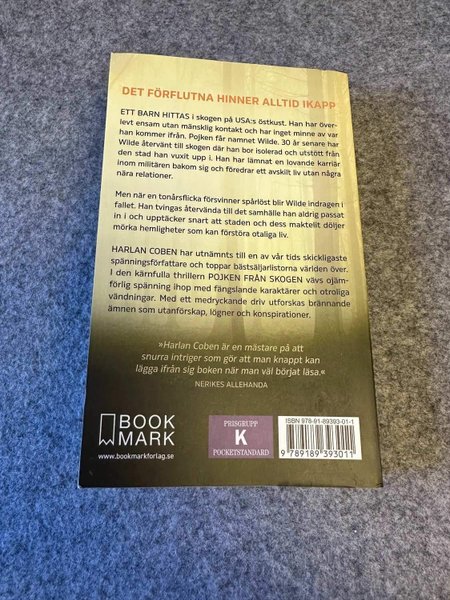 DET FÖRFLUTNA HINNER ALLTID IKAPP
ETT BARN HITTAS i skogen på USA:s östkust. Han har över-
levt ensam utan mänsklig kontakt och har inget minne av var
han kommer ifrån. Pojken får namnet Wilde. 30 år senare har
Wilde återvänt till skogen där han bor isolerad och utstött från
den stad han vuxit upp i. Han har lämnat en lovande karriär
inom militären bakom sig och föredrar ett avskilt liv utan några
nära relationer.
Men när en tonårsflicka försvinner spårlöst blir Wilde indragen i
fallet. Han tvingas återvända till det samhälle han aldrig passat
in i och upptäcker snart att staden och dess maktelit döljer
mörka hemligheter som kan förstöra otaliga liv.
HARLAN COBEN har utnämnts till en av vår tids skickligaste
spänningsförfattare och toppar bästsäljarlistorna världen över.
I den kärnfulla thrillern POJKEN FRÅN SKOGEN vävs ojäm-
förlig spänning ihop med fängslande karaktärer och otroliga
vändningar. Med ett medryckande driv utforskas brännande
ämnen som utanförskap, lögner och konspirationer.
»Harlan Coben är en mästare på att
snurra intriger som gör att man knappt kan
lägga ifrån sig boken när man väl börjat läsa.«
NERIKES ALLEHANDA
BOOK
MARK
www.bookmarkforlag.se
PRISGRUPP
K
POCKETSTANDARD
ISBN 978-91-89393-01-1
9 789189 393011